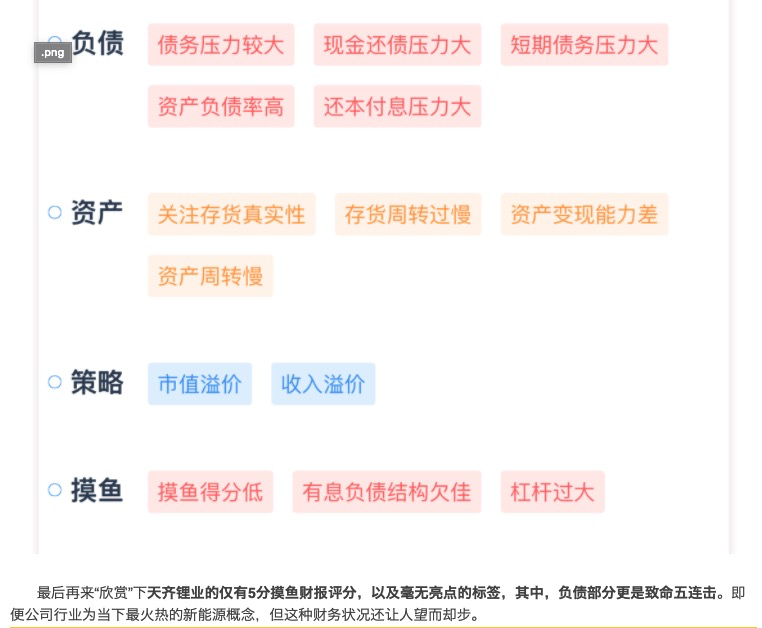 负债 债务压力较大 现金还债压力大 短期债务压力大
.png
资产负债率高 还本付息压力大
资产 关注存货真实性 存货周转过慢 资产变现能力差
资产周转慢
策略 市值溢价 收入溢价
摸鱼 摸鱼得分低 有息负债结构欠佳 杠杆过大
最后再来“欣赏”下天齐锂业的仅有5分摸鱼财报评分，以及毫无亮点的标签，其中，负债部分更是致命五连击。即
便公司行业为当下最火热的新能源概念，但这种财务状况还让人望而却步。